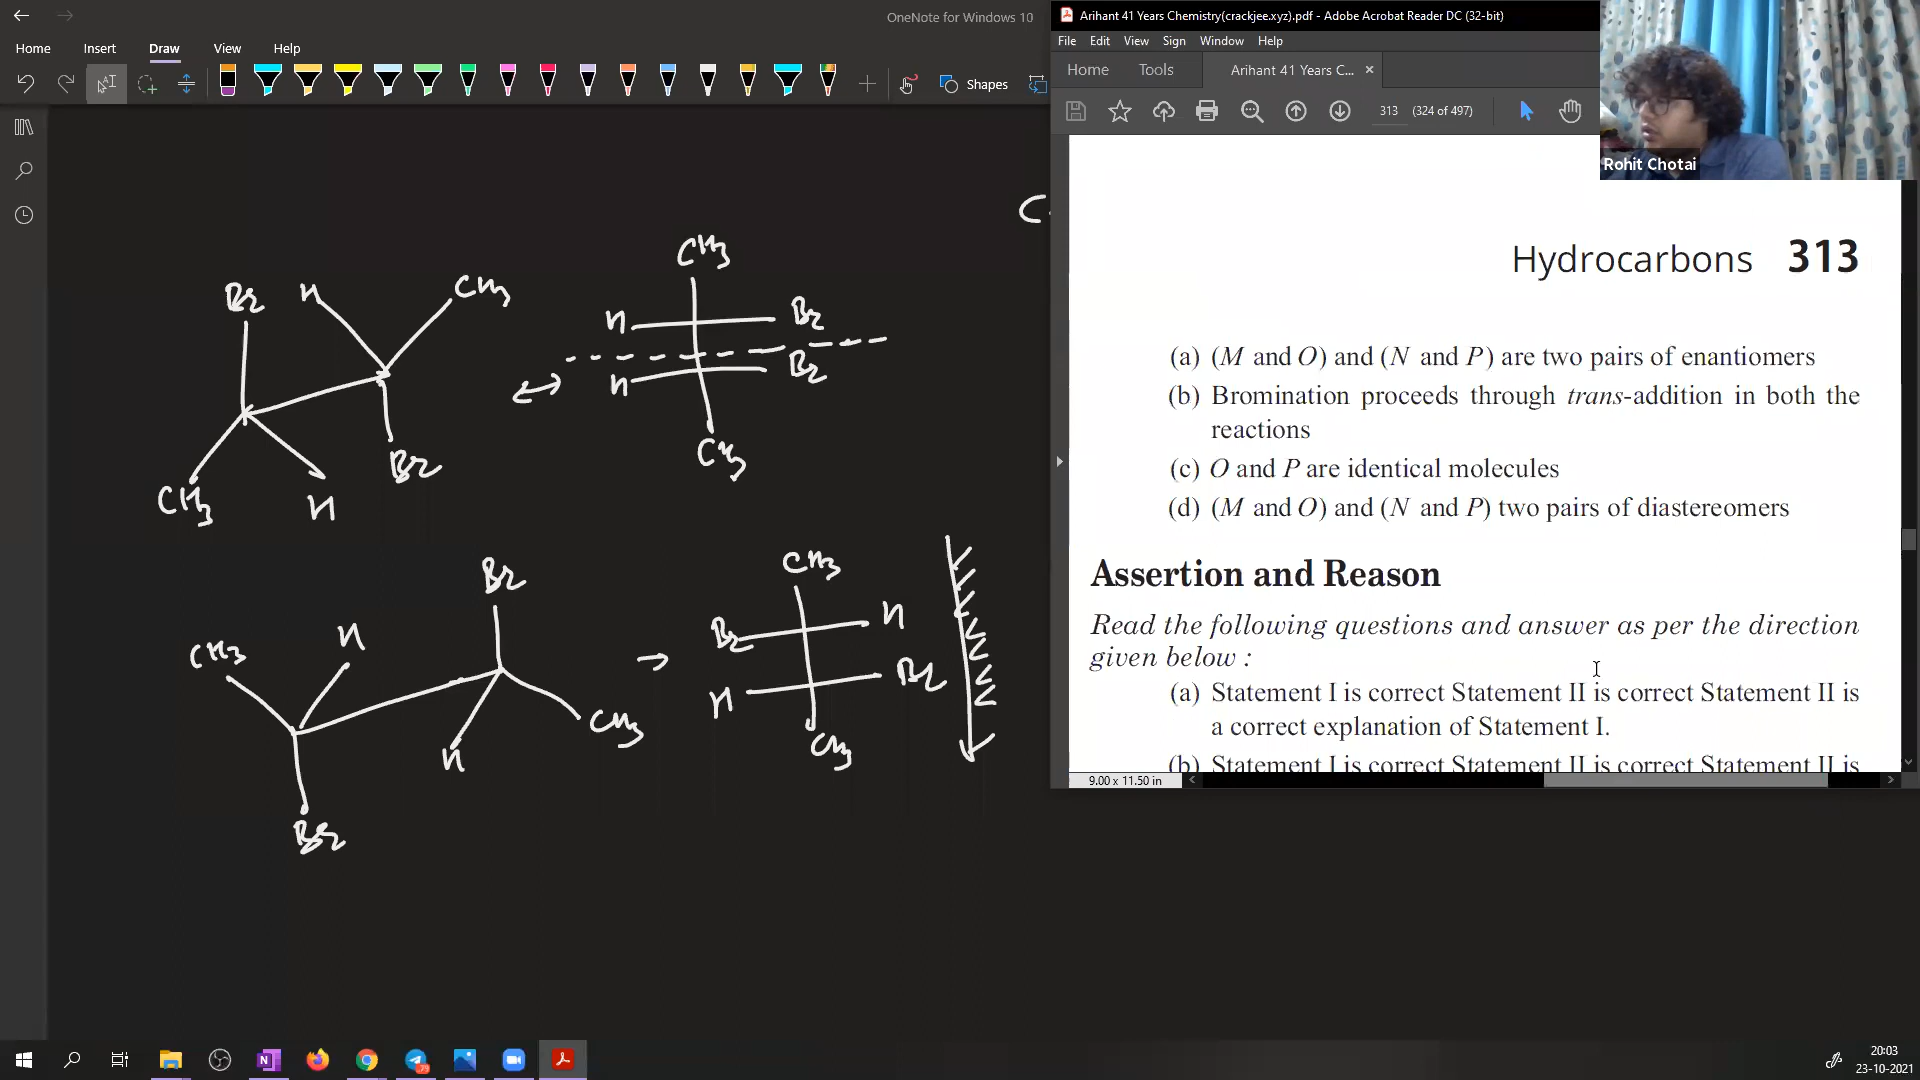 OneNote for Windows 10
Home Insert Draw View Help
Shapes
Arihant 41 Years Chemistry(crackjee.xyz).pdf - Adobe Acrobat Reader DC (32-bit)
File Edit View Sign Window Help
Home Tools Arihant 41 Years C... ×
313 (324 of 497)
Rohit Chotai
Hydrocarbons 313
(a) (M and O) and (N and P) are two pairs of enantiomers
(b) Bromination proceeds through trans-addition in both the
reactions
(c) O and P are identical molecules
(d) (M and O) and (N and P) two pairs of diastereomers
Assertion and Reason
Read the following questions and answer as per the direction
given below :
(a) Statement I is correct Statement II is correct Statement II is
a correct explanation of Statement I.
(b) Statement I is correct Statement II is
9.00 x 11.50 in
C
Br H CH3
CH3 H Br
CH3
H Br
H Br
CH3
CH3 H Br
Br H CH3
CH3
Br H
H Br
CH3
20:03
23-10-2021